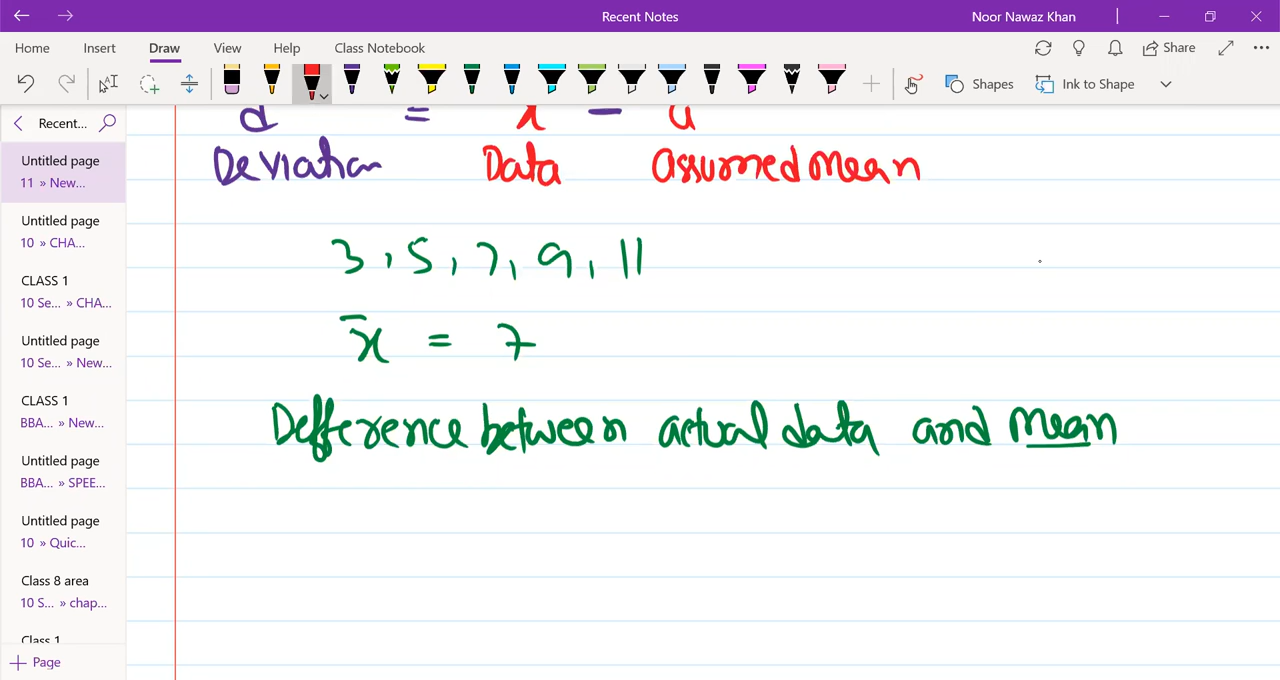 Recent Notes
Noor Nawaz Khan
Home Insert Draw View Help Class Notebook Share
Shapes Ink to Shape
Recent...
Untitled page
11 » New...
Untitled page
10 » CHA...
CLASS 1
10 Se... » CHA...
Untitled page
10 Se... » New...
CLASS 1
BBA... » New...
Untitled page
BBA... » SPEE...
Untitled page
10 » Quic...
Class 8 area
10 S... » chap...
Class 1
Page
d = x - a
Deviation Data Assumed Mean
3, 5, 7, 9, 11
x̄ = 7
Defference between actual data and Mean